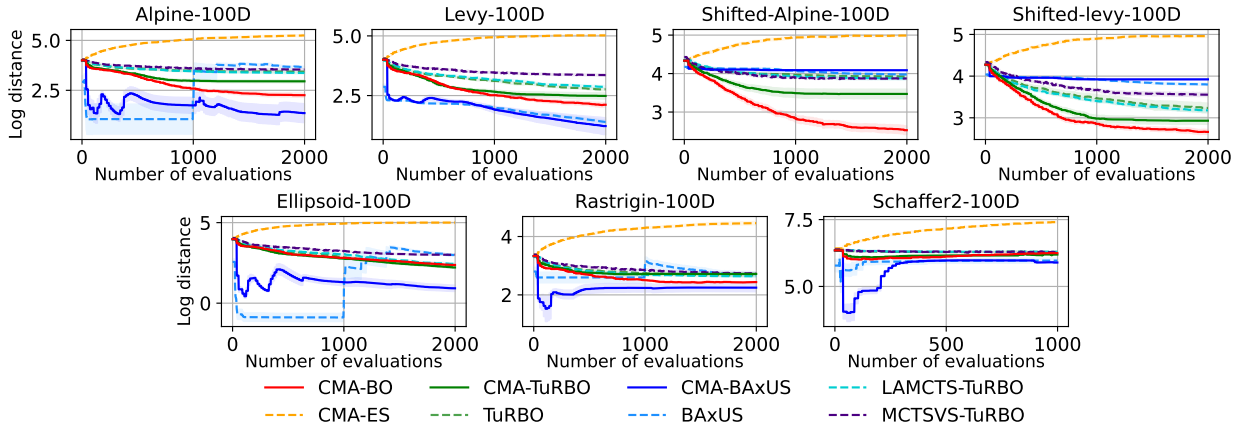 Alpine-100D Levy-100D Shifted-Alpine-100D Shifted-levy-100D
Log distance
5.0 2.5
0 1000 2000
Number of evaluations
5.0 2.5
0 1000 2000
Number of evaluations
5 4 3
0 1000 2000
Number of evaluations
5 4 3
0 1000 2000
Number of evaluations
Ellipsoid-100D Rastrigin-100D Schaffer2-100D
Log distance
5 0
0 1000 2000
Number of evaluations
4 2
0 1000 2000
Number of evaluations
7.5 5.0
0 500 1000
Number of evaluations
CMA-BO CMA-TuRBO CMA-BAxUS LAMCTS-TuRBO
CMA-ES TuRBO BAxUS MCTSVS-TuRBO